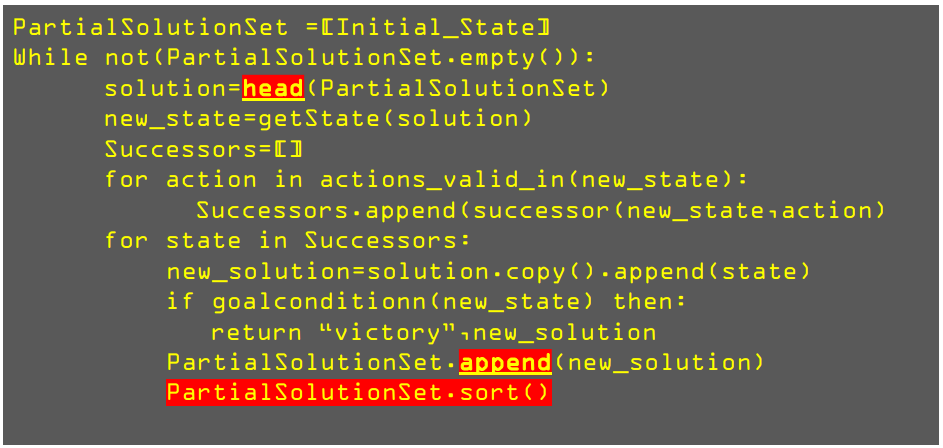 PartialSolutionSet =[Initial_State]
While not(PartialSolutionSet.empty()):
solution=head(PartialSolutionSet)
new_state=getState(solution)
Successors=[]
for action in actions_valid_in(new_state):
Successors.append(successor(new_state,action)
for state in Successors:
new_solution=solution.copy().append(state)
if goalconditionn(new_state) then:
return “victory”,new_solution
PartialSolutionSet.append(new_solution)
PartialSolutionSet.sort()